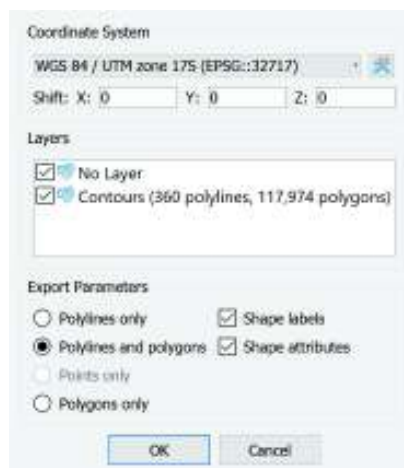 Coordinate System
WGS 84 / UTM zone 17S (EPSG::32717)
Shift: X: 0 Y: 0 Z: 0
Layers
No Layer
Contours (360 polylines, 117,974 polygons)
Export Parameters
Polylines only Shape labels
Polylines and polygons Shape attributes
Points only
Polygons only
OK Cancel